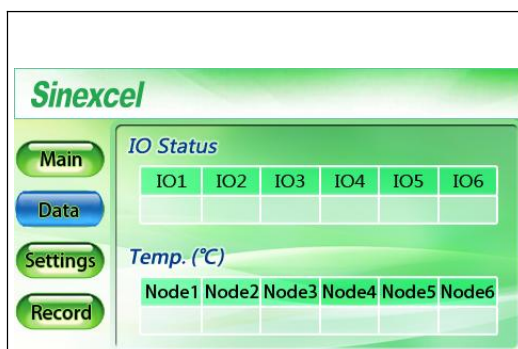 Sinexcel
Main
Data
Settings
Record
IO Status
IO1 IO2 IO3 IO4 IO5 IO6
Temp. (℃)
Node1 Node2 Node3 Node4 Node5 Node6